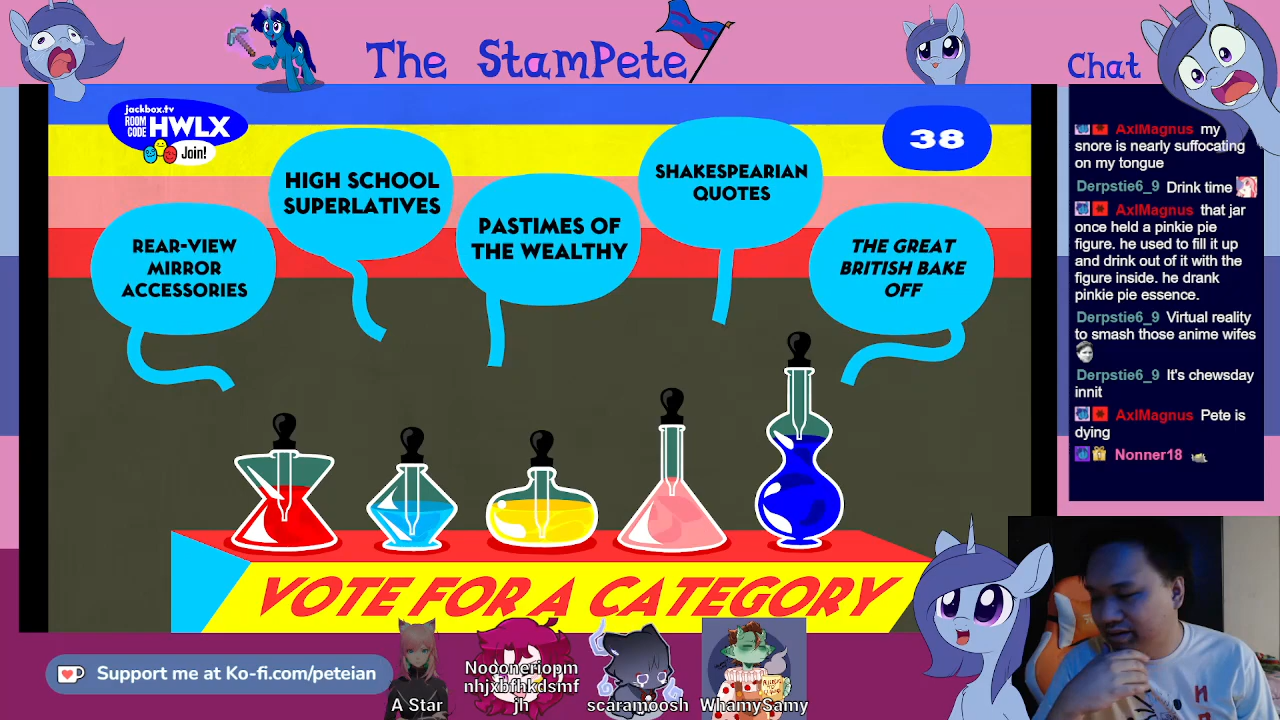 The StamPete
Chat
jackbox.tv
ROOM
CODE
HWLX
Join!
38
REAR-VIEW
MIRROR
ACCESSORIES
HIGH SCHOOL
SUPERLATIVES
PASTIMES OF
THE WEALTHY
SHAKESPEARIAN
QUOTES
THE GREAT
BRITISH BAKE
OFF
VOTE FOR A CATEGORY
AxlMagnus my
snore is nearly suffocating
on my tongue
Derpstie6_9 Drink time
AxlMagnus that jar
once held a pinkie pie
figure. he used to fill it up
and drink out of it with the
figure inside. he drank
pinkie pie essence.
Derpstie6_9 Virtual reality
to smash those anime wifes
Derpstie6_9 It's chewsday
innit
AxlMagnus Pete is
dying
Nonner18
Support me at Ko-fi.com/peteian
A Star
Noooneriopm
nhjxbfhkdsmf
jh
scaramoosh
WhamySamy